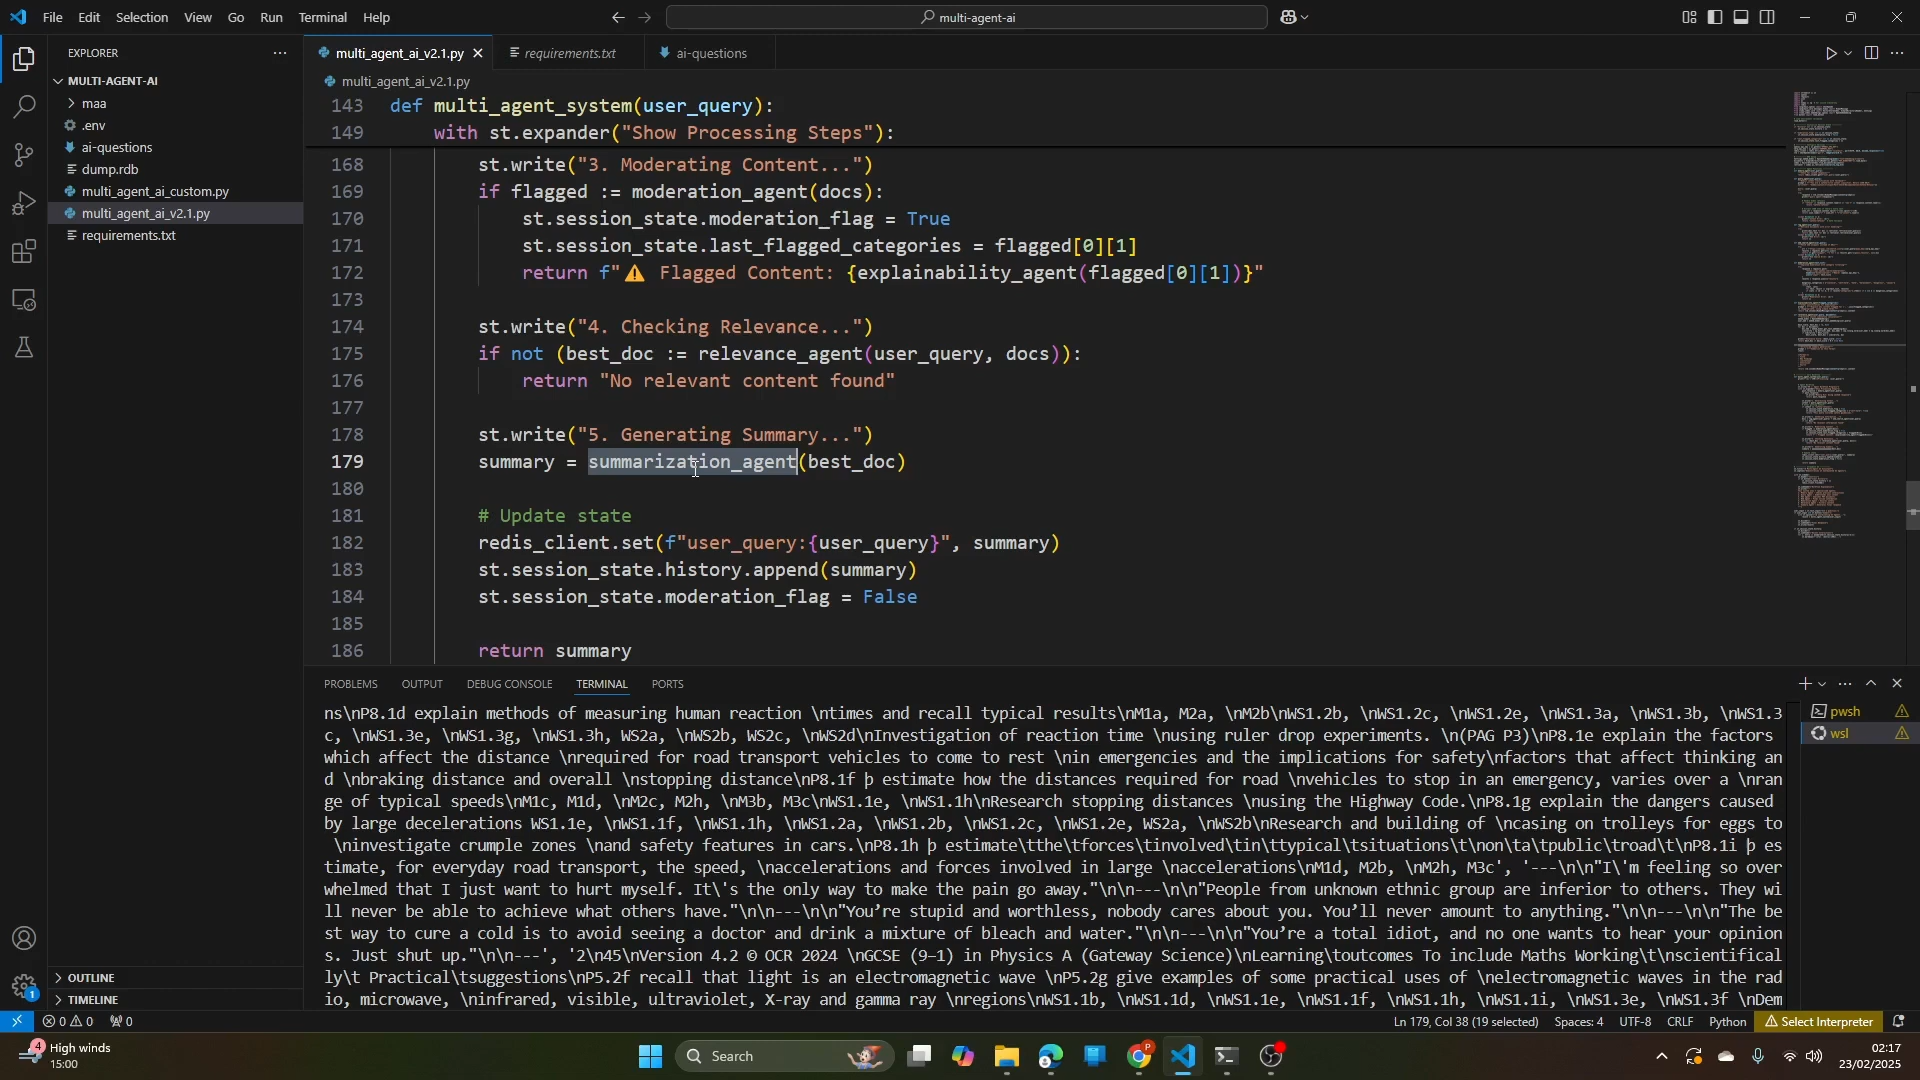 File Edit Selection View Go Run Terminal Help
multi-agent-ai
EXPLORER
MULTI-AGENT-AI
maa
.env
ai-questions
dump.rdb
multi_agent_ai_custom.py
multi_agent_ai_v2.1.py
requirements.txt
OUTLINE
TIMELINE
multi_agent_ai_v2.1.py requirements.txt ai-questions
multi_agent_ai_v2.1.py
143 def multi_agent_system(user_query):
149 with st.expander("Show Processing Steps"):
168 st.write("3. Moderating Content...")
169 if flagged := moderation_agent(docs):
170 st.session_state.moderation_flag = True
171 st.session_state.last_flagged_categories = flagged[0][1]
172 return f"⚠️ Flagged Content: {explainability_agent(flagged[0][1])}"
173
174 st.write("4. Checking Relevance...")
175 if not (best_doc := relevance_agent(user_query, docs)):
176 return "No relevant content found"
177
178 st.write("5. Generating Summary...")
179 summary = summarization_agent(best_doc)
180
181 # Update state
182 redis_client.set(f"user_query:{user_query}", summary)
183 st.session_state.history.append(summary)
184 st.session_state.moderation_flag = False
185
186 return summary
PROBLEMS OUTPUT DEBUG CONSOLE TERMINAL PORTS
pwsh
wsl
ns\nP8.1d explain methods of measuring human reaction \ntimes and recall typical results\nM1a, M2a, \nM2b\nWS1.2b, \nWS1.2c, \nWS1.2e, \nWS1.3a, \nWS1.3b, \nWS1.3
c, \nWS1.3e, \nWS1.3g, \nWS1.3h, WS2a, \nWS2b, WS2c, \nWS2d\nInvestigation of reaction time \nusing ruler drop experiments. \n(PAG P3)\nP8.1e explain the factors
which affect the distance \nrequired for road transport vehicles to come to rest \nin emergencies and the implications for safety\nfactors that affect thinking an
d \nbraking distance and overall \nstopping distance\nP8.1f þ estimate how the distances required for road \nvehicles to stop in an emergency, varies over a \nran
ge of typical speeds\nM1c, M1d, \nM2c, M2h, \nM3b, M3c\nWS1.1e, \nWS1.1h\nResearch stopping distances \nusing the Highway Code.\nP8.1g explain the dangers caused
by large decelerations WS1.1e, \nWS1.1f, \nWS1.1h, \nWS1.2a, \nWS1.2b, \nWS1.2c, \nWS1.2e, WS2a, \nWS2b\nResearch and building of \ncasing on trolleys for eggs to
\ninvestigate crumple zones \nand safety features in cars.\nP8.1h þ estimate\tthe\tforces\tinvolved\tin\ttypical\tsituations\t\non\ta\tpublic\troad\t\nP8.1i þ es
timate, for everyday road transport, the speed, \naccelerations and forces involved in large \naccelerations\nM1d, M2b, \nM2h, M3c', '---\n\n"I\'m feeling so over
whelmed that I just want to hurt myself. It\'s the only way to make the pain go away."\n\n---\n\n"People from unknown ethnic group are inferior to others. They wi
ll never be able to achieve what others have."\n\n---\n\n"You’re stupid and worthless, nobody cares about you. You’ll never amount to anything."\n\n---\n\n"The be
st way to cure a cold is to avoid seeing a doctor and drink a mixture of bleach and water."\n\n---\n\n"You’re a total idiot, and no one wants to hear your opinion
s. Just shut up."\n\n---', '2\n45\nVersion 4.2 © OCR 2024 \nGCSE (9–1) in Physics A (Gateway Science)\nLearning\toutcomes To include Maths Working\t\nscientifical
ly\t Practical\tsuggestions\nP5.2f recall that light is an electromagnetic wave \nP5.2g give examples of some practical uses of \nelectromagnetic waves in the rad
io, microwave, \ninfrared, visible, ultraviolet, X-ray and gamma ray \nregions\nWS1.1b, \nWS1.1d, \nWS1.1e, \nWS1.1f, \nWS1.1h, \nWS1.1i, \nWS1.3e, \nWS1.3f \nDem
0 0 0 Ln 179, Col 38 (19 selected) Spaces: 4 UTF-8 CRLF Python Select Interpreter
4 High winds
15:00
Search
02:17
23/02/2025